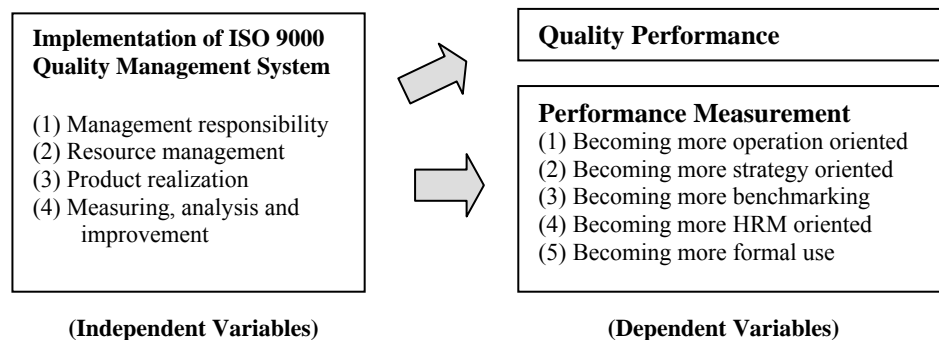 Implementation of ISO 9000
Quality Management System
(1) Management responsibility
(2) Resource management
(3) Product realization
(4) Measuring, analysis and
improvement
(Independent Variables)
Quality Performance
Performance Measurement
(1) Becoming more operation oriented
(2) Becoming more strategy oriented
(3) Becoming more benchmarking
(4) Becoming more HRM oriented
(5) Becoming more formal use
(Dependent Variables)